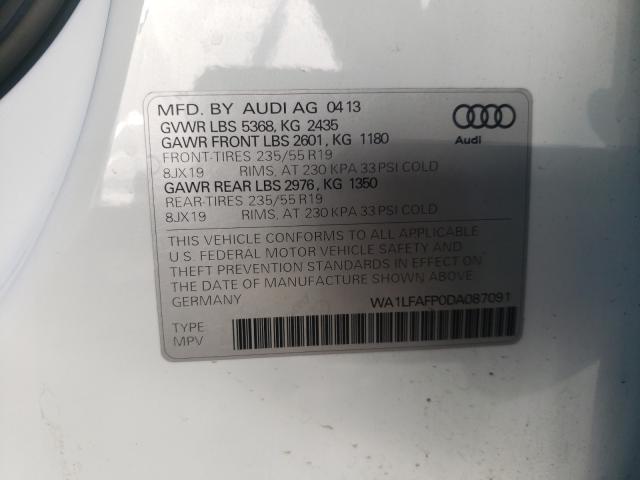 MFD. BY AUDI AG 04 13
GVWR LBS 5368, KG 2435
GAWR FRONT LBS 2601, KG 1180
FRONT-TIRES 235/55 R19
8JX19 RIMS, AT 230 KPA 33 PSI COLD
GAWR REAR LBS 2976, KG 1350
REAR-TIRES 235/55 R19
8JX19 RIMS, AT 230 KPA 33 PSI COLD
Audi
THIS VEHICLE CONFORMS TO ALL APPLICABLE
U.S. FEDERAL MOTOR VEHICLE SAFETY AND
THEFT PREVENTION STANDARDS IN EFFECT ON
THE DATE OF MANUFACTURE SHOWN ABOVE.
GERMANY
WA1LFAFP0DA087091
TYPE
MPV